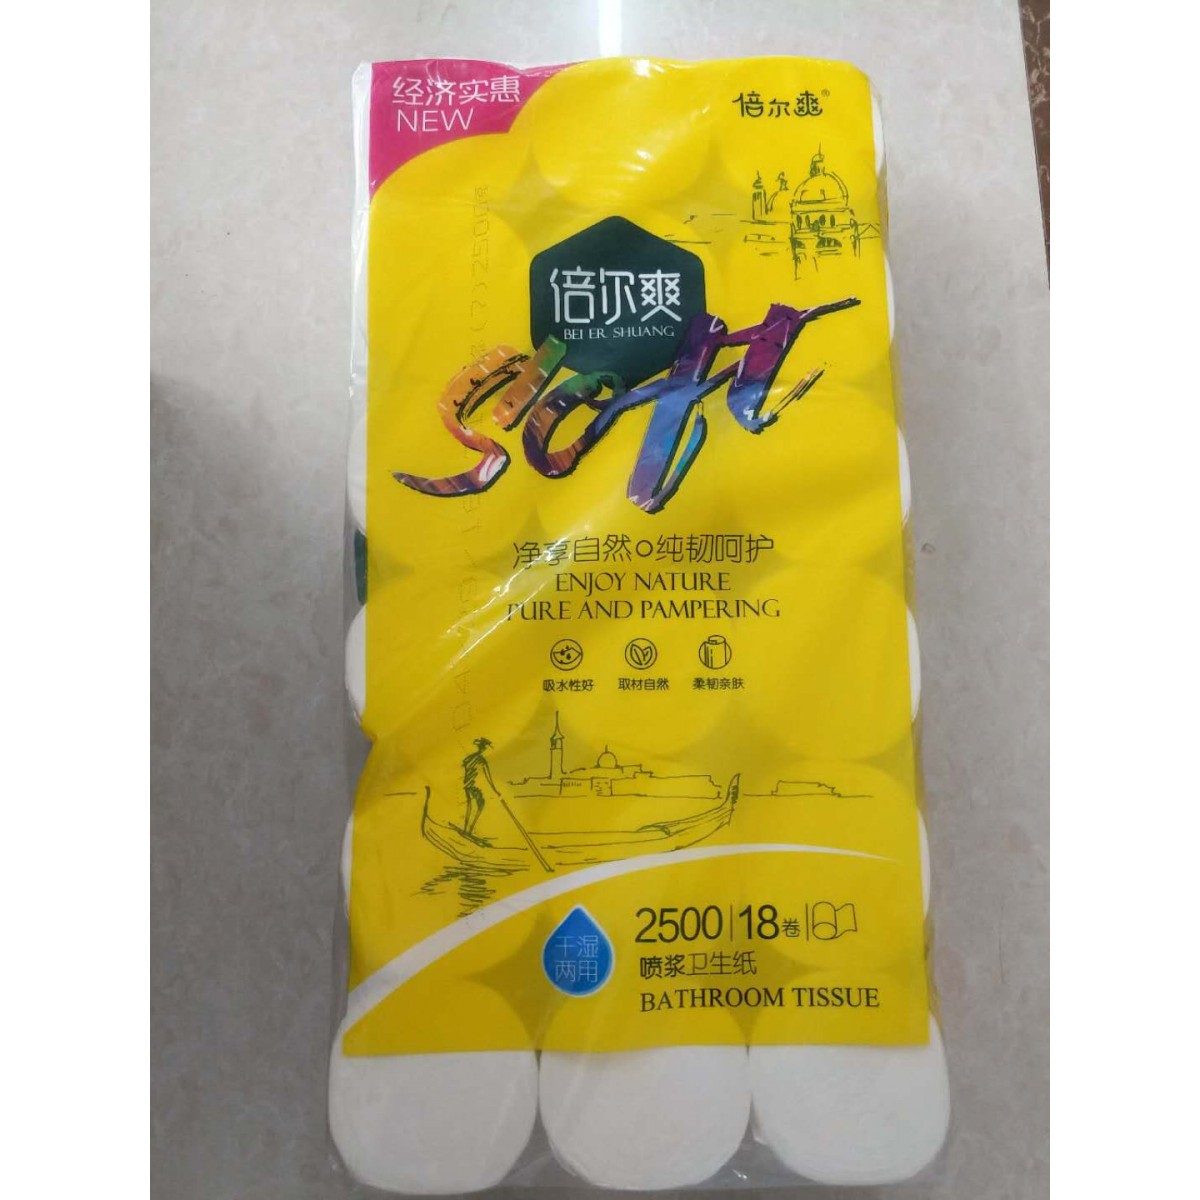 经济实惠
NEW
倍尔爽®
倍尔爽
BEI ER SHUANG
Soft
净享自然 纯韧呵护
ENJOY NATURE
PURE AND PAMPERING
吸水性好 取材自然 柔韧亲肤
干湿
两用
2500 18卷
喷浆卫生纸
BATHROOM TISSUE